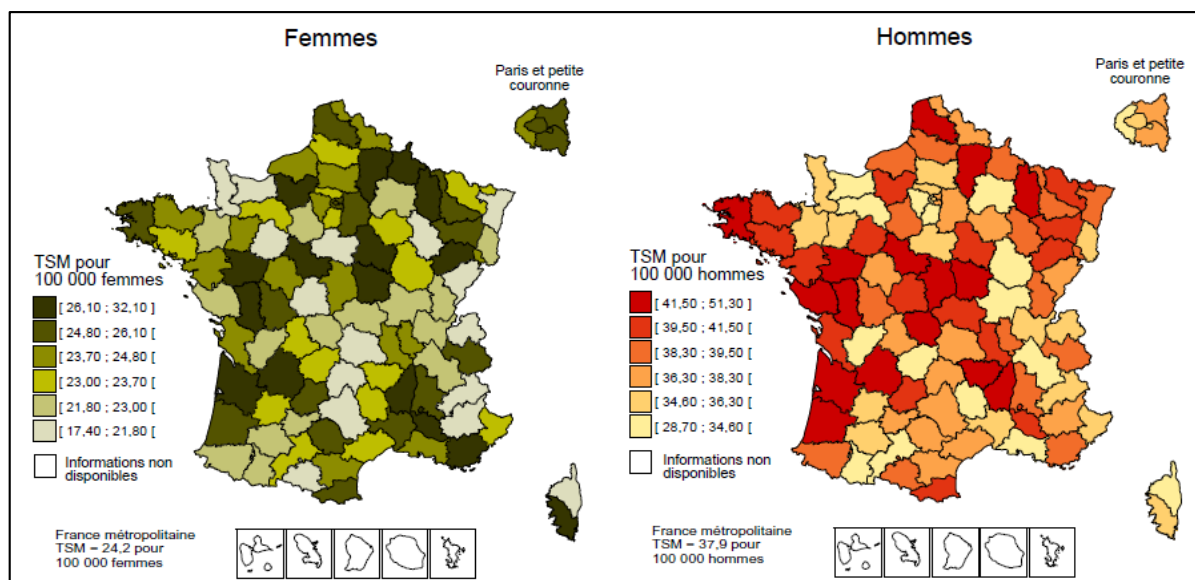 Femmes
Paris et petite
couronne
TSM pour
100 000 femmes
[ 26,10 ; 32,10 ]
[ 24,80 ; 26,10 [
[ 23,70 ; 24,80 [
[ 23,00 ; 23,70 [
[ 21,80 ; 23,00 [
[ 17,40 ; 21,80 [
Informations non
disponibles
France métropolitaine
TSM = 24,2 pour
100 000 femmes
Hommes
Paris et petite
couronne
TSM pour
100 000 hommes
[ 41,50 ; 51,30 ]
[ 39,50 ; 41,50 [
[ 38,30 ; 39,50 [
[ 36,30 ; 38,30 [
[ 34,60 ; 36,30 [
[ 28,70 ; 34,60 [
Informations non
disponibles
France métropolitaine
TSM = 37,9 pour
100 000 hommes